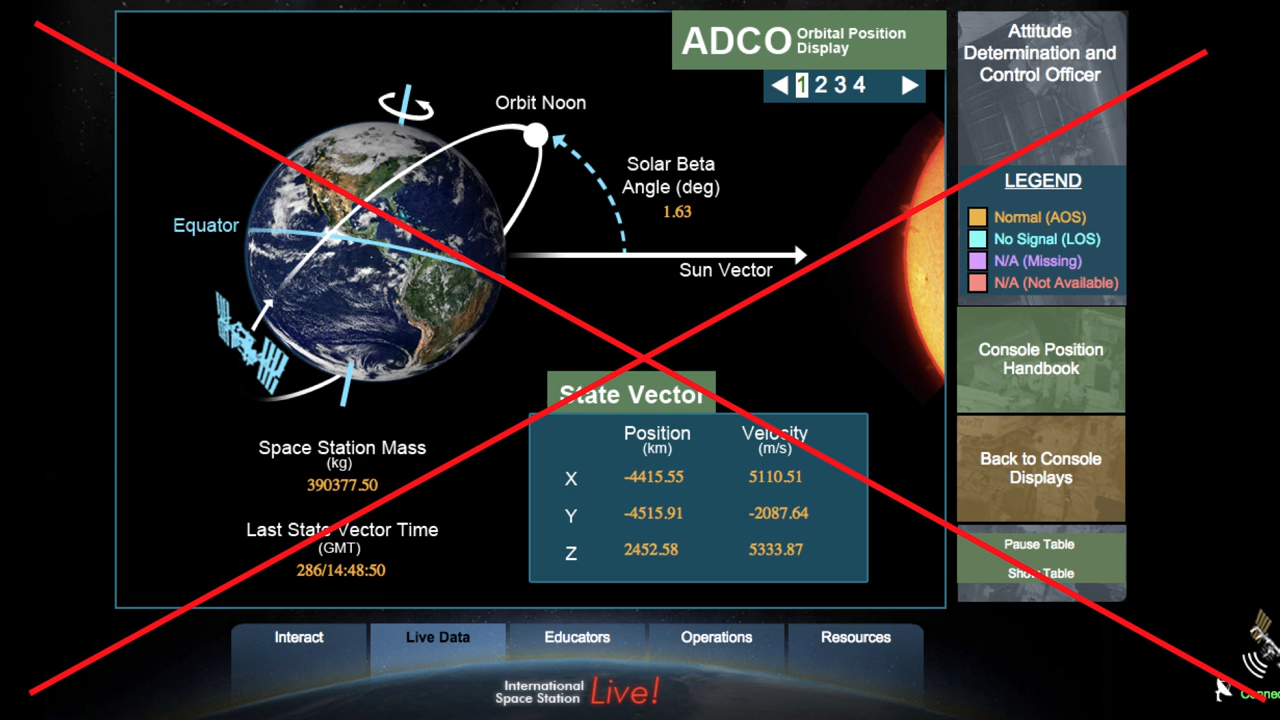 ADCO Orbital Position
Display
1 2 3 4
Attitude
Determination and
Control Officer
LEGEND
Normal (AOS)
No Signal (LOS)
N/A (Missing)
N/A (Not Available)
Console Position
Handbook
Back to Console
Displays
Pause Table
Show Table
Orbit Noon
Solar Beta
Angle (deg)
1.63
Equator
Sun Vector
State Vector
Position Velocity
(km) (m/s)
X -4415.55 5110.51
Y -4515.91 -2087.64
Z 2452.58 5333.87
Space Station Mass
(kg)
390377.50
Last State Vector Time
(GMT)
286/14:48:50
Interact Live Data Educators Operations Resources
International
Space Station Live!